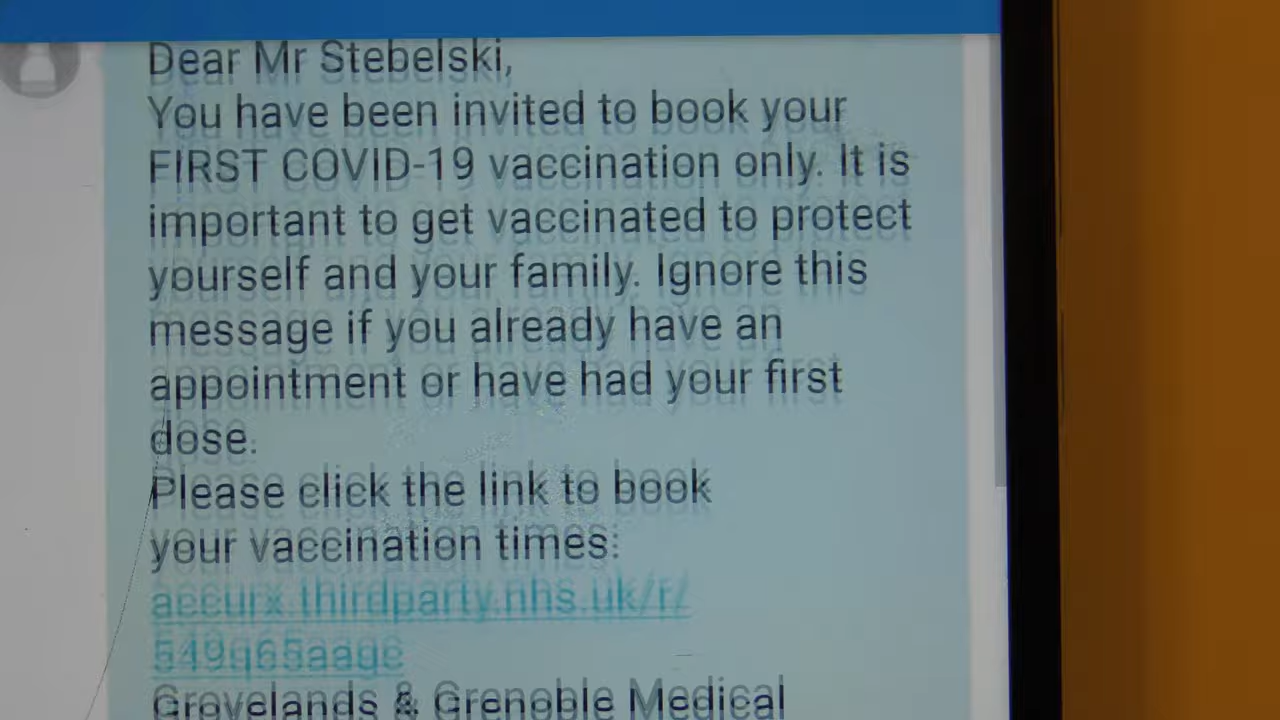 Dear Mr Stebelski,
You have been invited to book your
FIRST COVID-19 vaccination only. It is
important to get vaccinated to protect
yourself and your family. Ignore this
message if you already have an
appointment or have had your first
dose.
Please click the link to book
your vaccination times:
accurx.thirdparty.nhs.uk/r/
549q65aage
Grovelands & Grenoble Medical